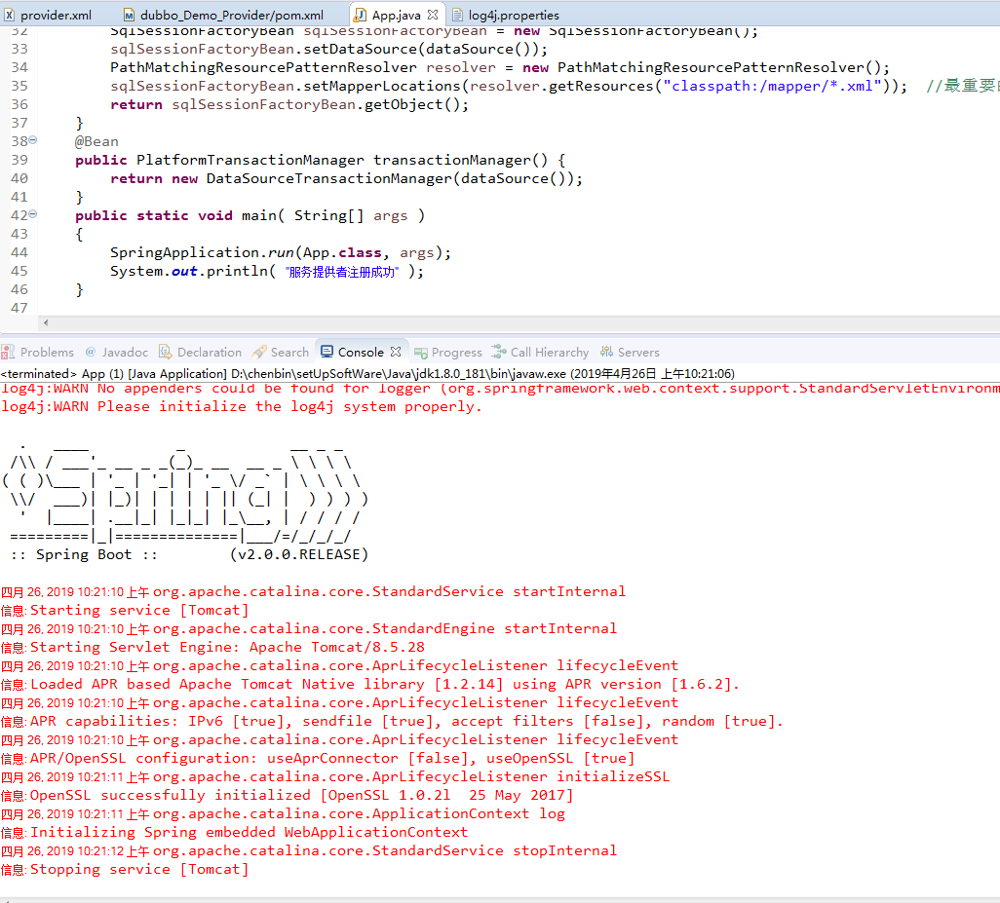 provider.xml dubbo_Demo_Provider/pom.xml App.java log4j.properties
32 SqlSessionFactoryBean sqlSessionFactoryBean = new SqlSessionFactoryBean();
33 sqlSessionFactoryBean.setDataSource(dataSource());
34 PathMatchingResourcePatternResolver resolver = new PathMatchingResourcePatternResolver();
35 sqlSessionFactoryBean.setMapperLocations(resolver.getResources("classpath:/mapper/*.xml")); //最重要
36 return sqlSessionFactoryBean.getObject();
37 }
38 @Bean
39 public PlatformTransactionManager transactionManager() {
40 return new DataSourceTransactionManager(dataSource());
41 }
42 public static void main( String[] args )
43 {
44 SpringApplication.run(App.class, args);
45 System.out.println( "服务提供者注册成功" );
46 }
47
Problems @ Javadoc Declaration Search Console Progress Call Hierarchy Servers
<terminated> App (1) [Java Application] D:\chenbin\setUpSoftWare\Java\jdk1.8.0_181\bin\javaw.exe (2019年4月26日 上午10:21:06)
log4j:WARN No appenders could be found for logger (org.springframework.web.context.support.StandardServletEnvironm
log4j:WARN Please initialize the log4j system properly.
  .   ____          _            __ _ _
 /\\ / ___'_ __ _ _(_)_ __  __ _ \ \ \ \
( ( )\___ | '_ | '_| | '_ \/ _` | \ \ \ \
 \\/  ___)| |_)| | | | | || (_| |  ) ) ) )
  '  |____| .__|_| |_|_| |_\__, | / / / /
 =========|_|==============|___/=/_/_/_/
 :: Spring Boot ::        (v2.0.0.RELEASE)
四月 26, 2019 10:21:10 上午 org.apache.catalina.core.StandardService startInternal
信息: Starting service [Tomcat]
四月 26, 2019 10:21:10 上午 org.apache.catalina.core.StandardEngine startInternal
信息: Starting Servlet Engine: Apache Tomcat/8.5.28
四月 26, 2019 10:21:10 上午 org.apache.catalina.core.AprLifecycleListener lifecycleEvent
信息: Loaded APR based Apache Tomcat Native library [1.2.14] using APR version [1.6.2].
四月 26, 2019 10:21:10 上午 org.apache.catalina.core.AprLifecycleListener lifecycleEvent
信息: APR capabilities: IPv6 [true], sendfile [true], accept filters [false], random [true].
四月 26, 2019 10:21:10 上午 org.apache.catalina.core.AprLifecycleListener lifecycleEvent
信息: APR/OpenSSL configuration: useAprConnector [false], useOpenSSL [true]
四月 26, 2019 10:21:11 上午 org.apache.catalina.core.AprLifecycleListener initializeSSL
信息: OpenSSL successfully initialized [OpenSSL 1.0.2l  25 May 2017]
四月 26, 2019 10:21:11 上午 org.apache.catalina.core.ApplicationContext log
信息: Initializing Spring embedded WebApplicationContext
四月 26, 2019 10:21:12 上午 org.apache.catalina.core.StandardService stopInternal
信息: Stopping service [Tomcat]